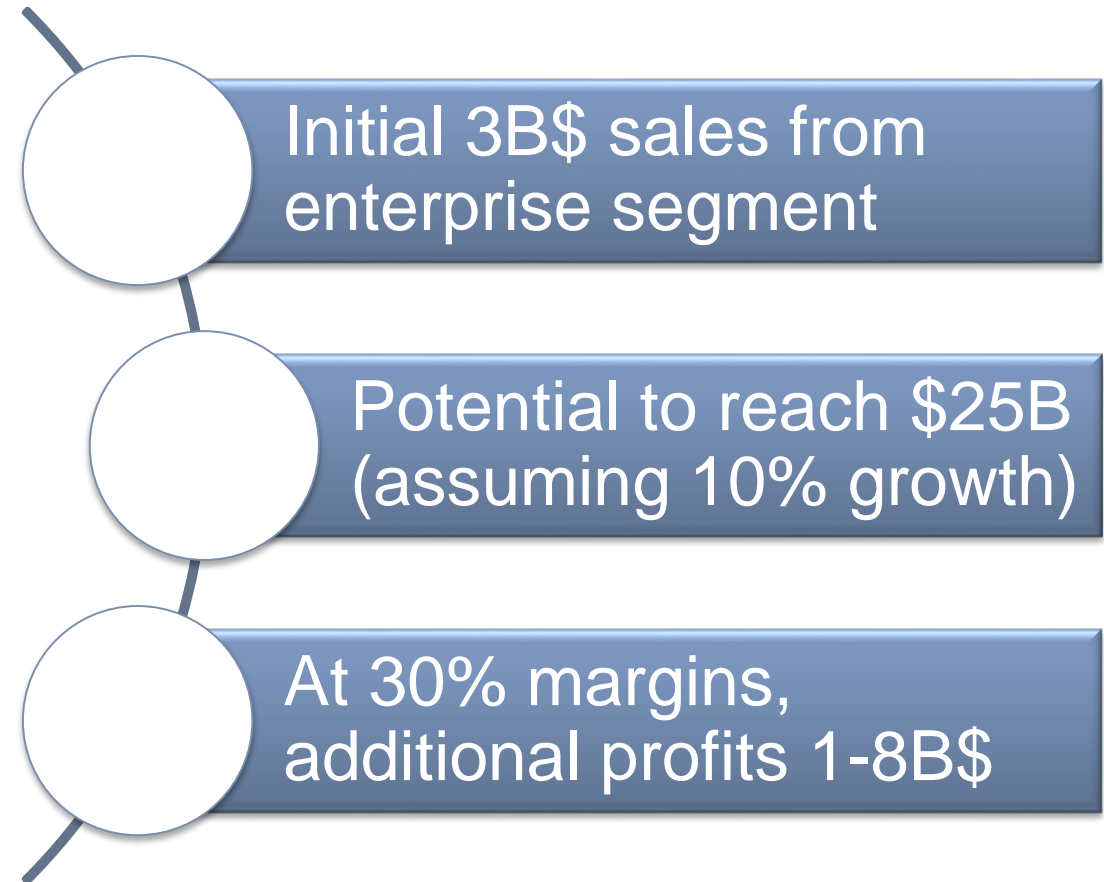 Initial 3B$ sales from
enterprise segment
Potential to reach $25B
(assuming 10% growth)
At 30% margins,
additional profits 1-8B$